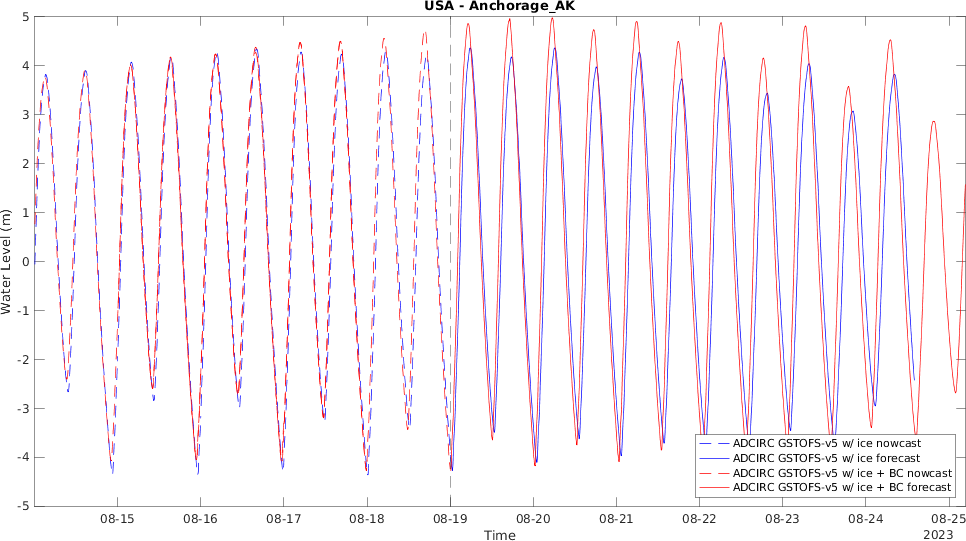 USA - Anchorage_AK
5
4
3
2
1
0
-1
-2
-3
-4
-5
Water Level (m)
ADCIRC GSTOFS-v5 w/ ice nowcast
ADCIRC GSTOFS-v5 w/ ice forecast
ADCIRC GSTOFS-v5 w/ ice + BC nowcast
ADCIRC GSTOFS-v5 w/ ice + BC forecast
08-15 08-16 08-17 08-18 08-19 08-20 08-21 08-22 08-23 08-24 08-25
Time
2023